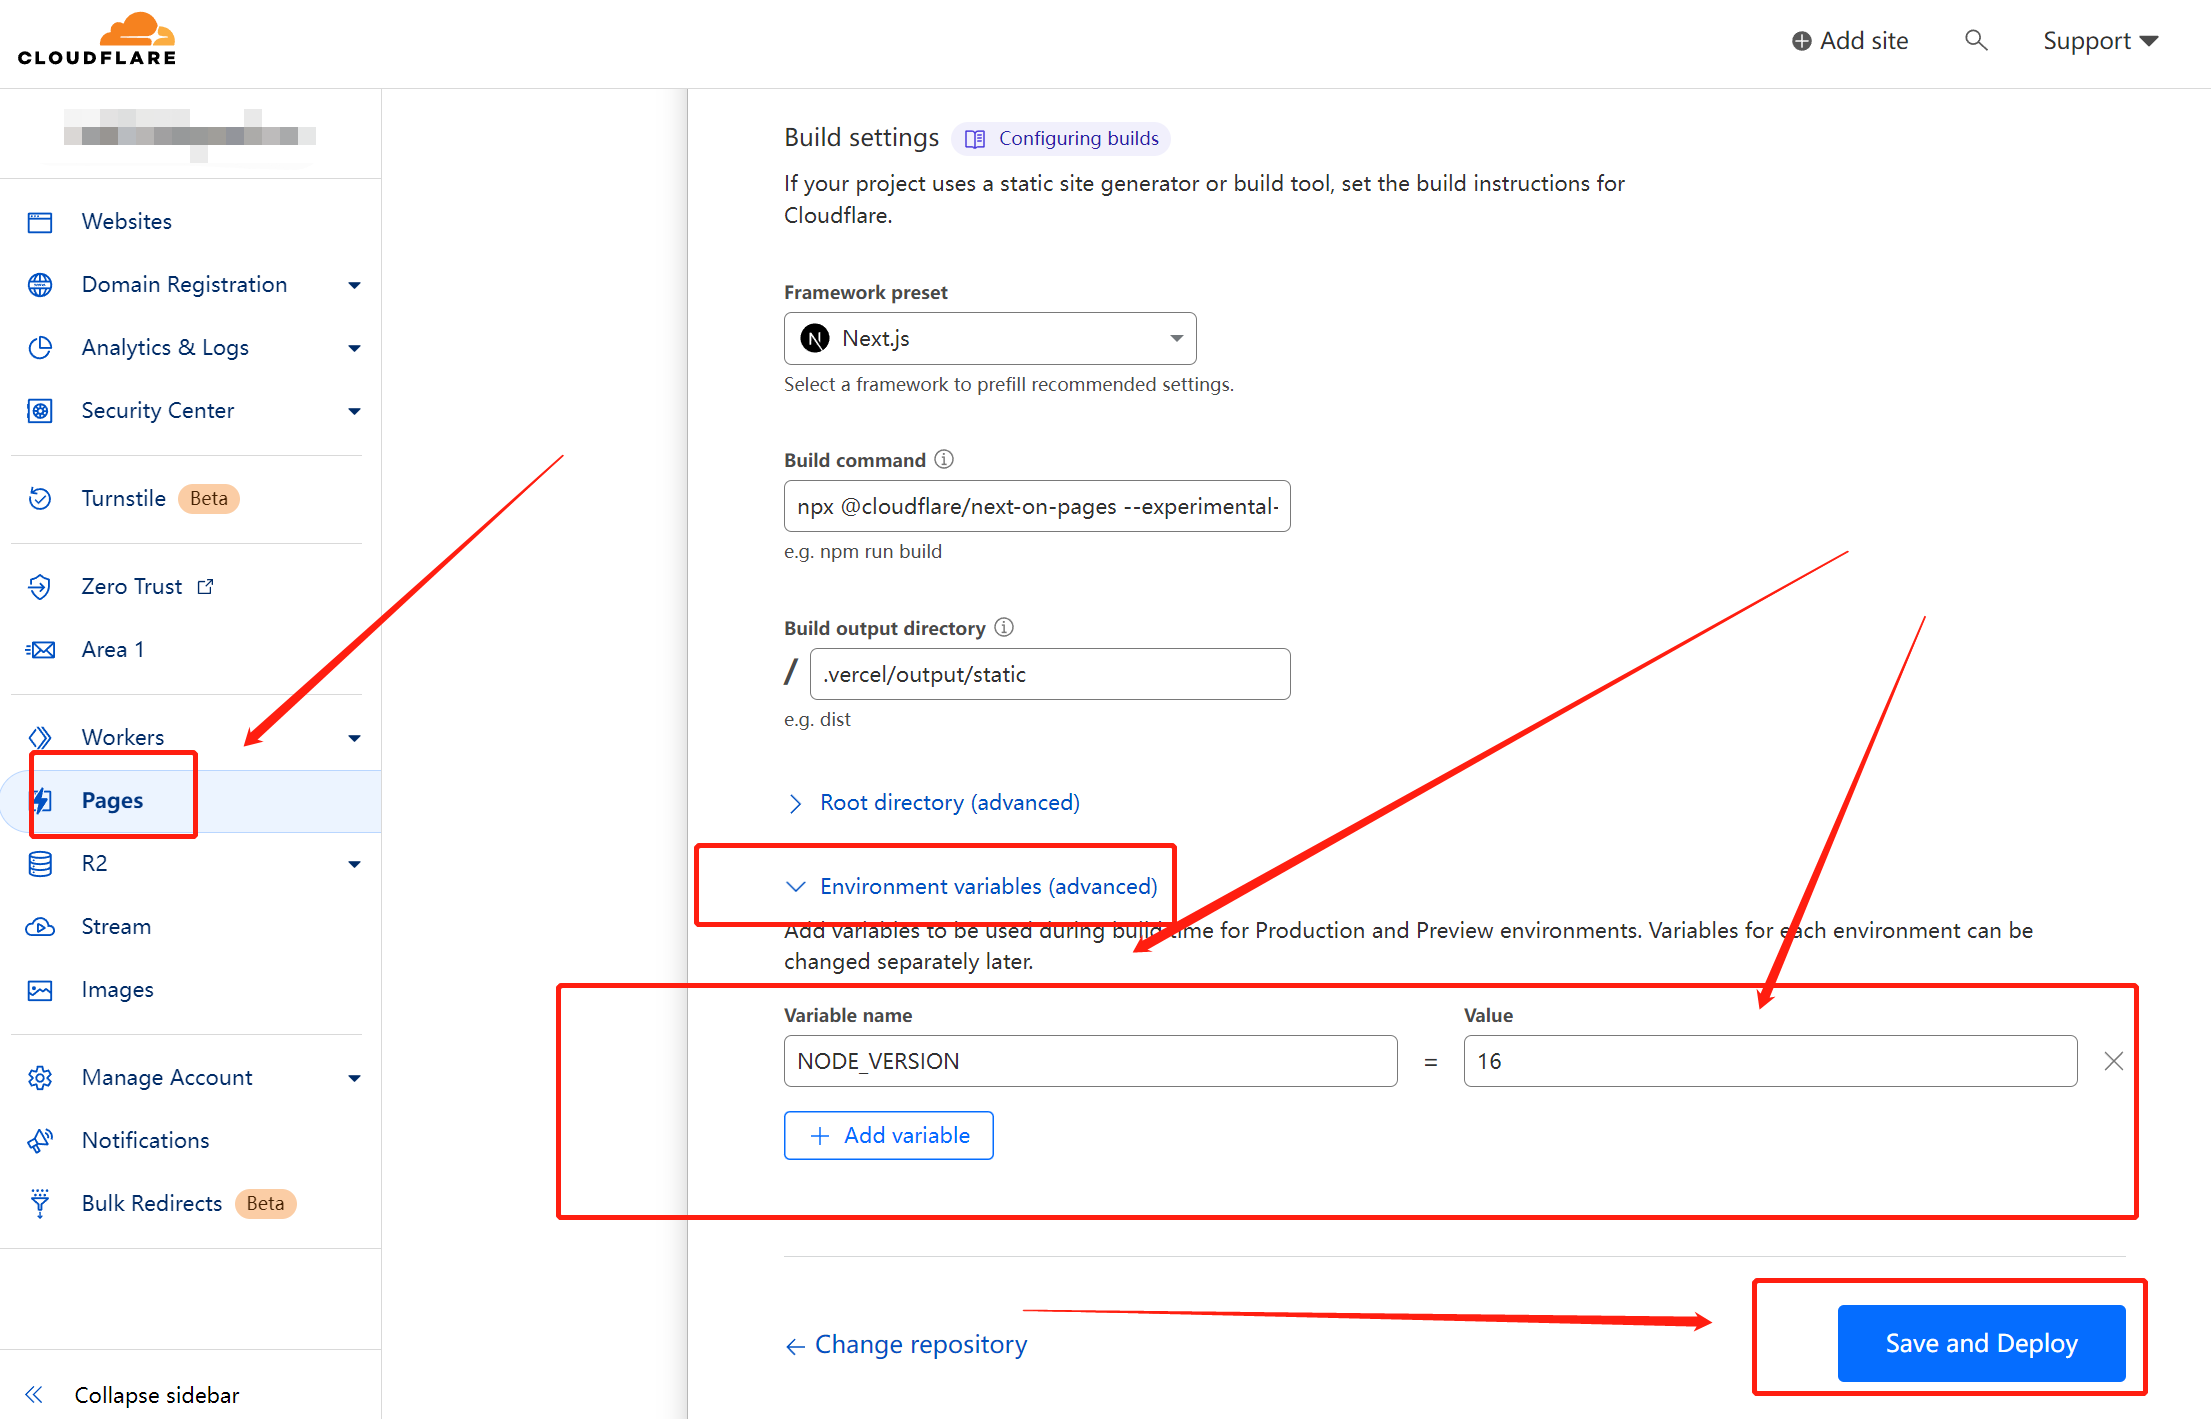 CLOUDFLARE
Add site
Support
Websites
Domain Registration
Analytics & Logs
Security Center
Turnstile Beta
Zero Trust
Area 1
Workers
Pages
R2
Stream
Images
Manage Account
Notifications
Bulk Redirects Beta
Collapse sidebar
Build settings Configuring builds
If your project uses a static site generator or build tool, set the build instructions for
Cloudflare.
Framework preset
N Next.js
Select a framework to prefill recommended settings.
Build command
npx @cloudflare/next-on-pages --experimental-
e.g. npm run build
Build output directory
/ .vercel/output/static
e.g. dist
Root directory (advanced)
Environment variables (advanced)
Add variables to be used during build time for Production and Preview environments. Variables for each environment can be
changed separately later.
Variable name Value
NODE_VERSION = 16
+ Add variable
← Change repository
Save and Deploy